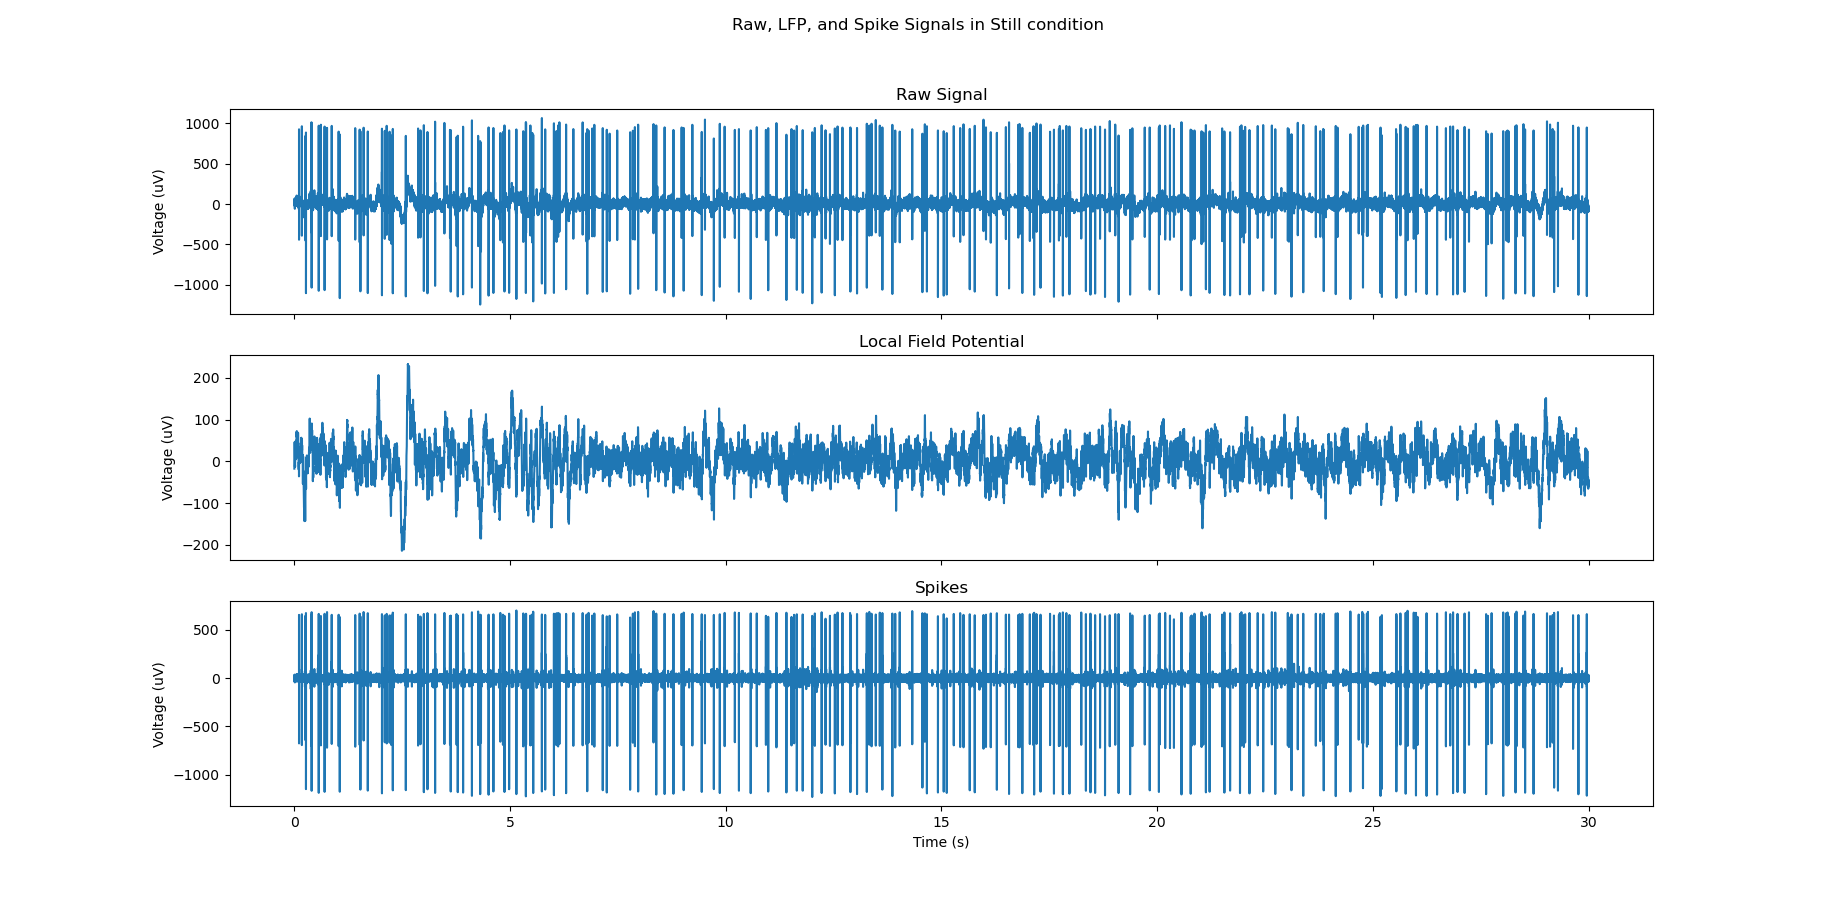 Raw, LFP, and Spike Signals in Still condition
Raw Signal
1000
500
0
−500
−1000
Voltage (uV)
Local Field Potential
200
100
0
−100
−200
Voltage (uV)
Spikes
500
0
−500
−1000
Voltage (uV)
0 5 10 15 20 25 30
Time (s)